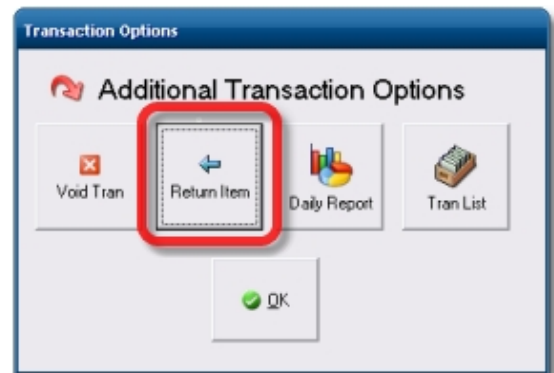 Transaction Options
Additional Transaction Options
Void Tran
Return Item
Daily Report
Tran List
OK